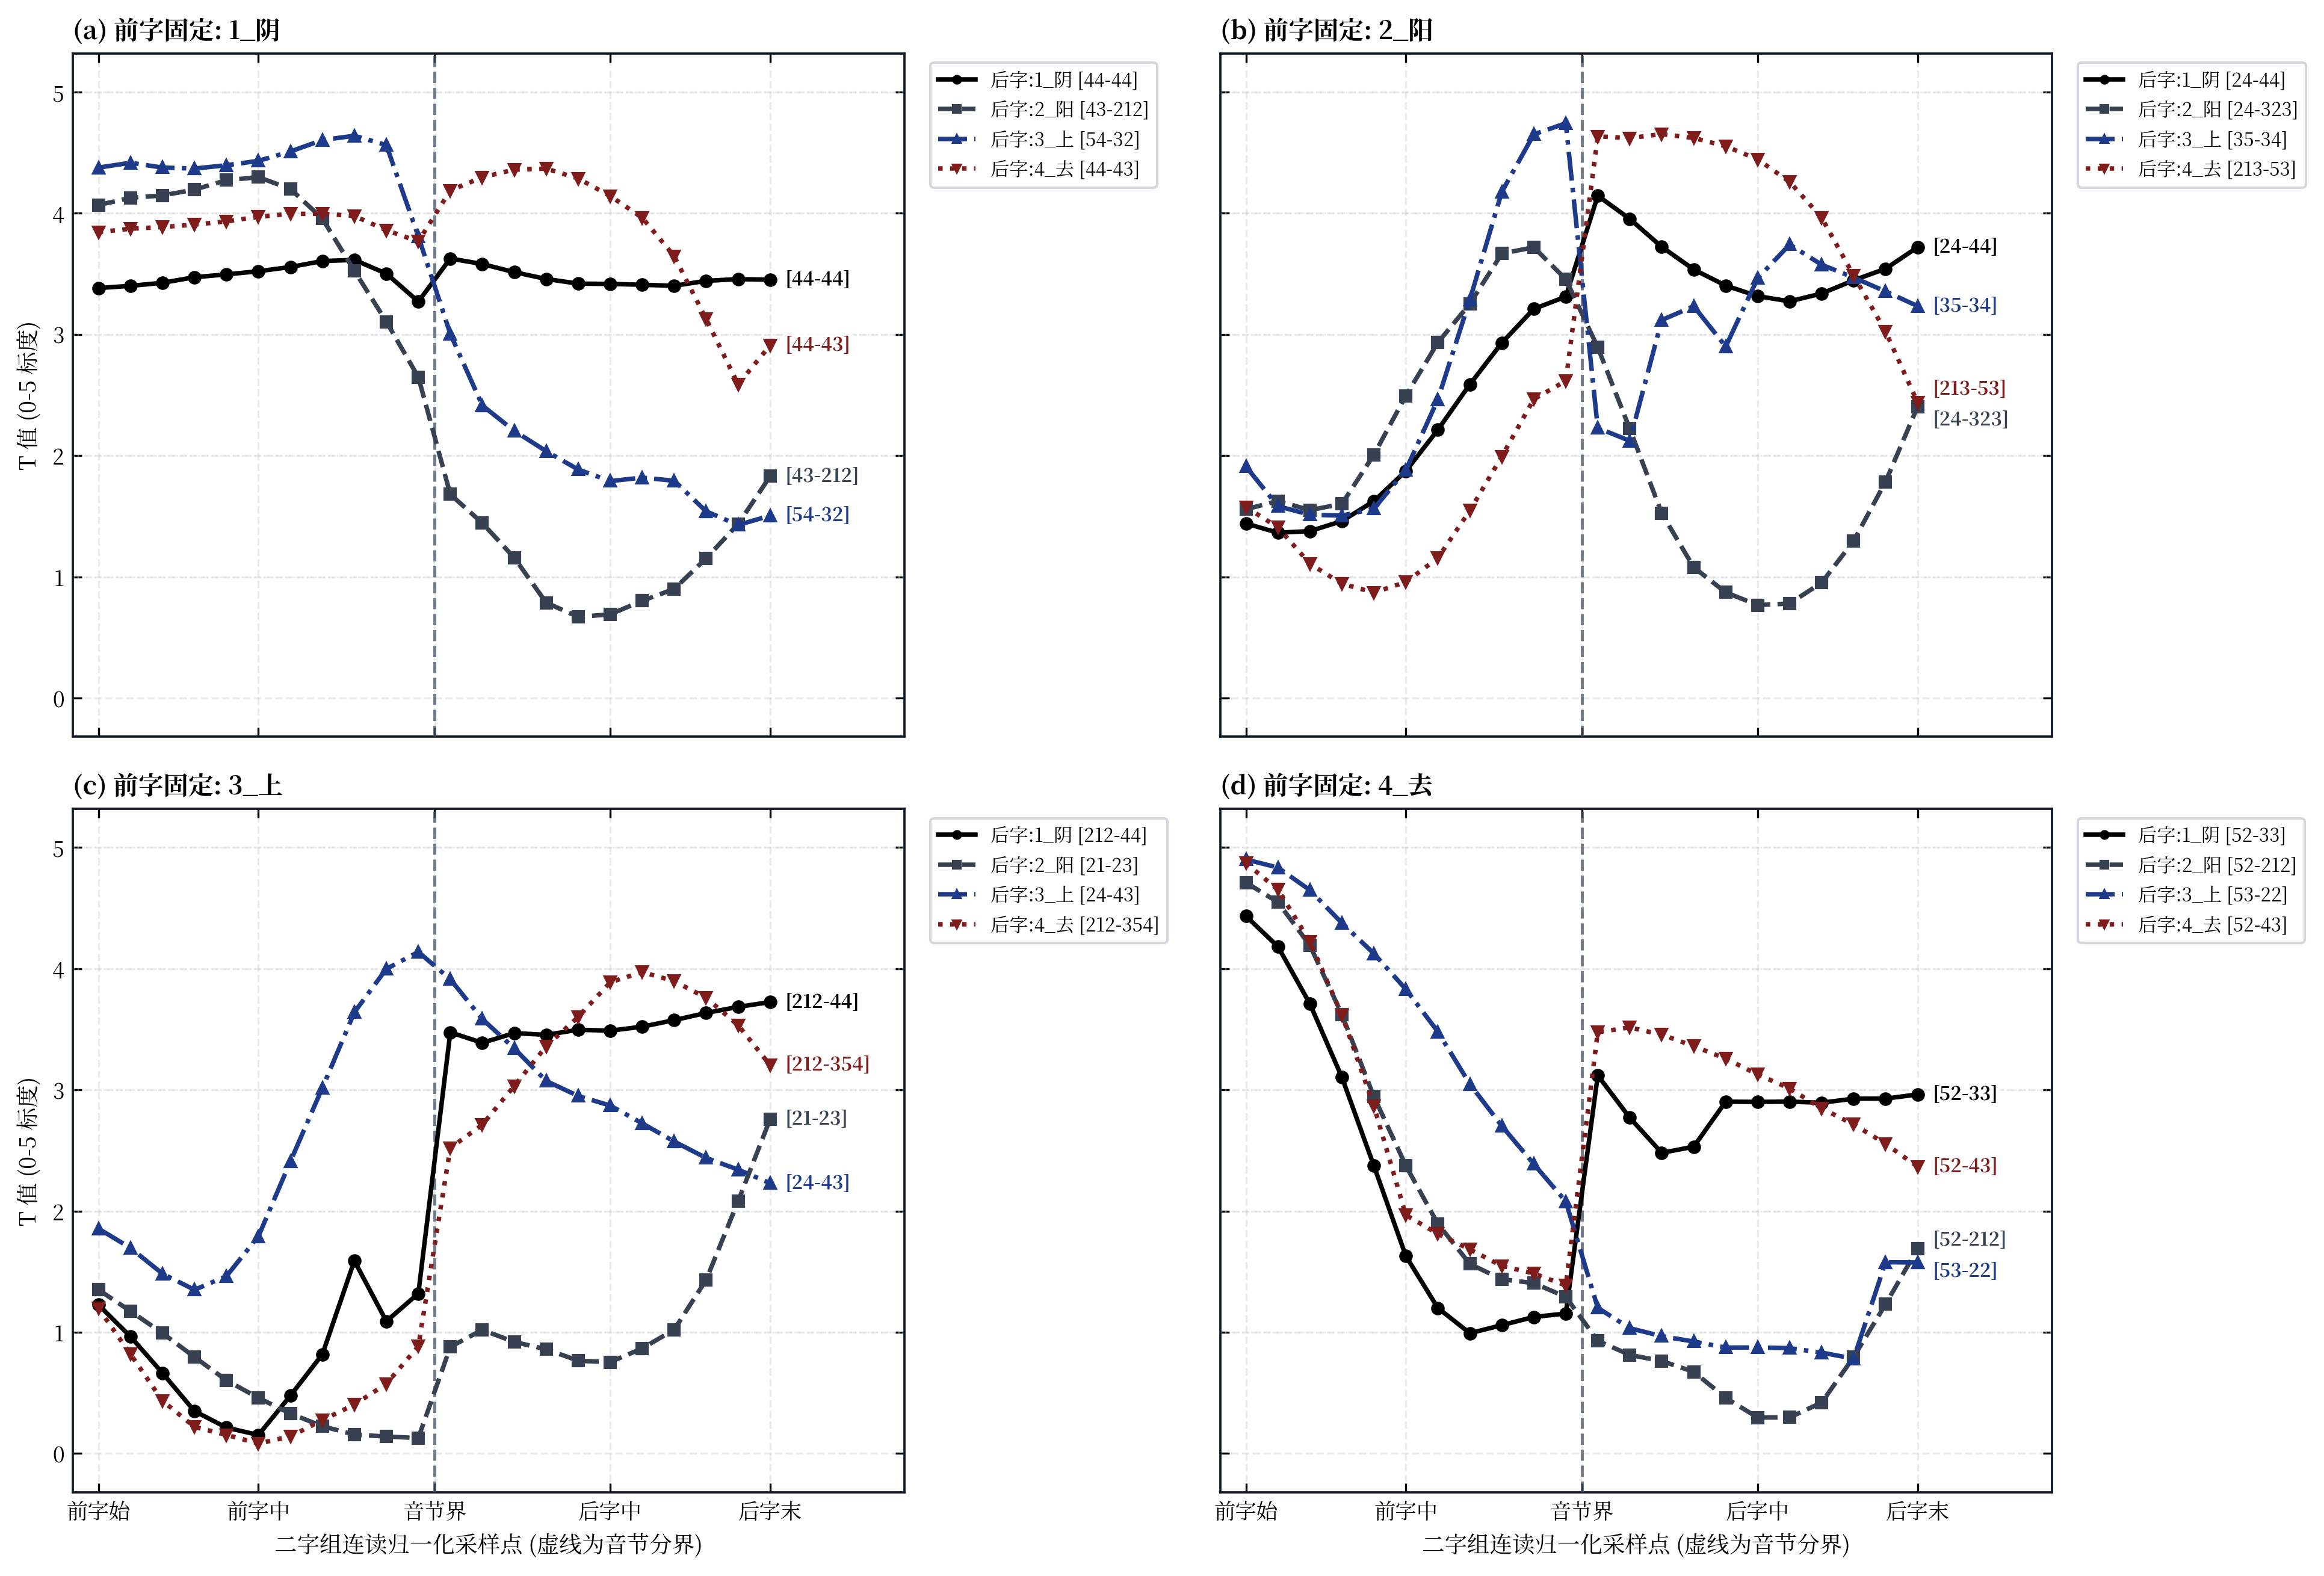 (a) 前字固定: 1_阴
后字:1_阴 [44-44]
后字:2_阳 [43-212]
后字:3_上 [54-32]
后字:4_去 [44-43]
5
4
3
2
1
0
T 值 (0-5 标度)
[44-44]
[44-43]
[43-212]
[54-32]
(b) 前字固定: 2_阳
后字:1_阴 [24-44]
后字:2_阳 [24-323]
后字:3_上 [35-34]
后字:4_去 [213-53]
[24-44]
[35-34]
[213-53]
[24-323]
(c) 前字固定: 3_上
后字:1_阴 [212-44]
后字:2_阳 [21-23]
后字:3_上 [24-43]
后字:4_去 [212-354]
5
4
3
2
1
0
T 值 (0-5 标度)
[212-44]
[212-354]
[21-23]
[24-43]
前字始 前字中 音节界 后字中 后字末
二字组连读归一化采样点 (虚线为音节分界)
(d) 前字固定: 4_去
后字:1_阴 [52-33]
后字:2_阳 [52-212]
后字:3_上 [53-22]
后字:4_去 [52-43]
[52-33]
[52-43]
[52-212]
[53-22]
前字始 前字中 音节界 后字中 后字末
二字组连读归一化采样点 (虚线为音节分界)